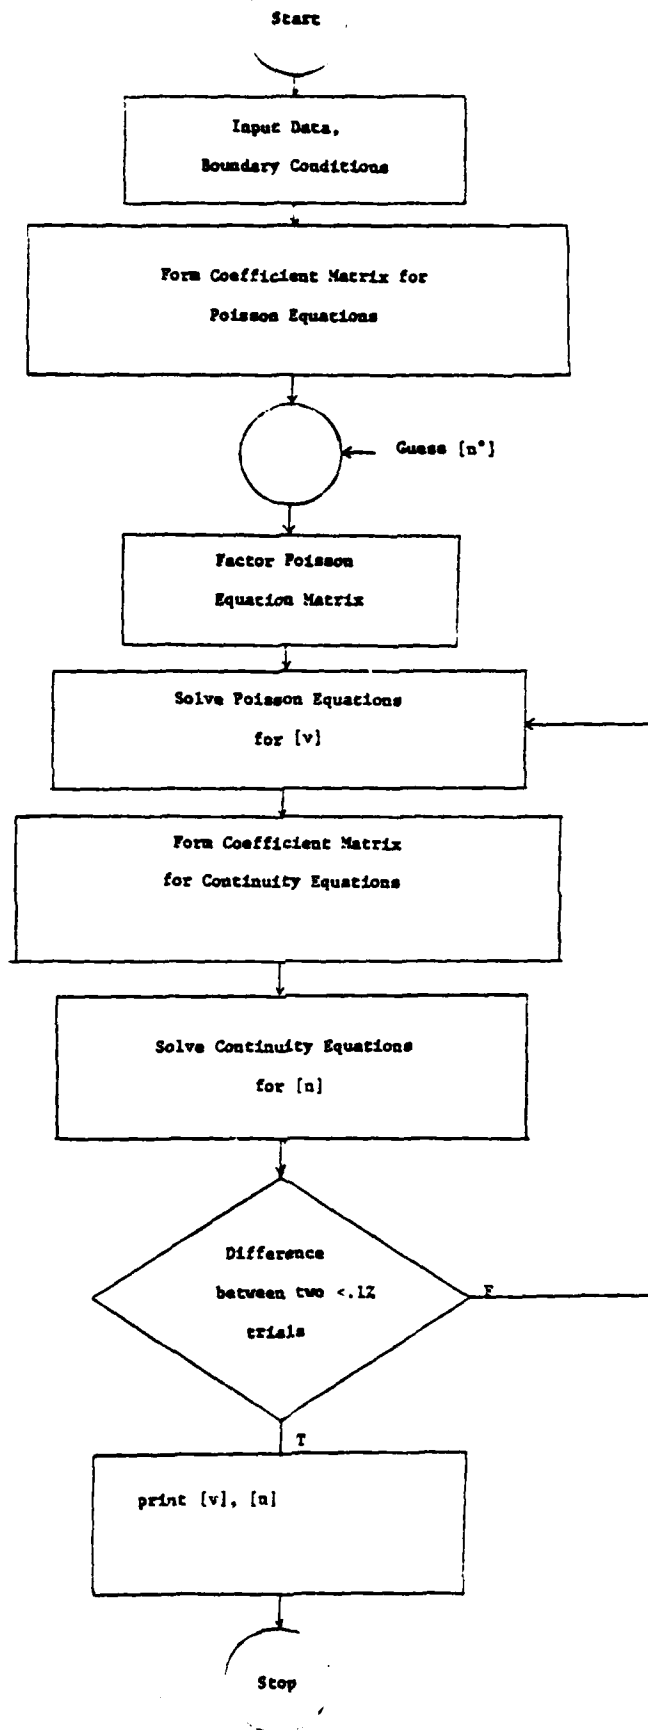 Start
Input Data,
Boundary Conditions
Form Coefficient Matrix for
Poisson Equations
Guess [n°]
Factor Poisson
Equation Matrix
Solve Poisson Equations
for [v]
Form Coefficient Matrix
for Continuity Equations
Solve Continuity Equations
for [n]
Difference
between two <.1%
trials
F
T
print [v], [n]
Stop